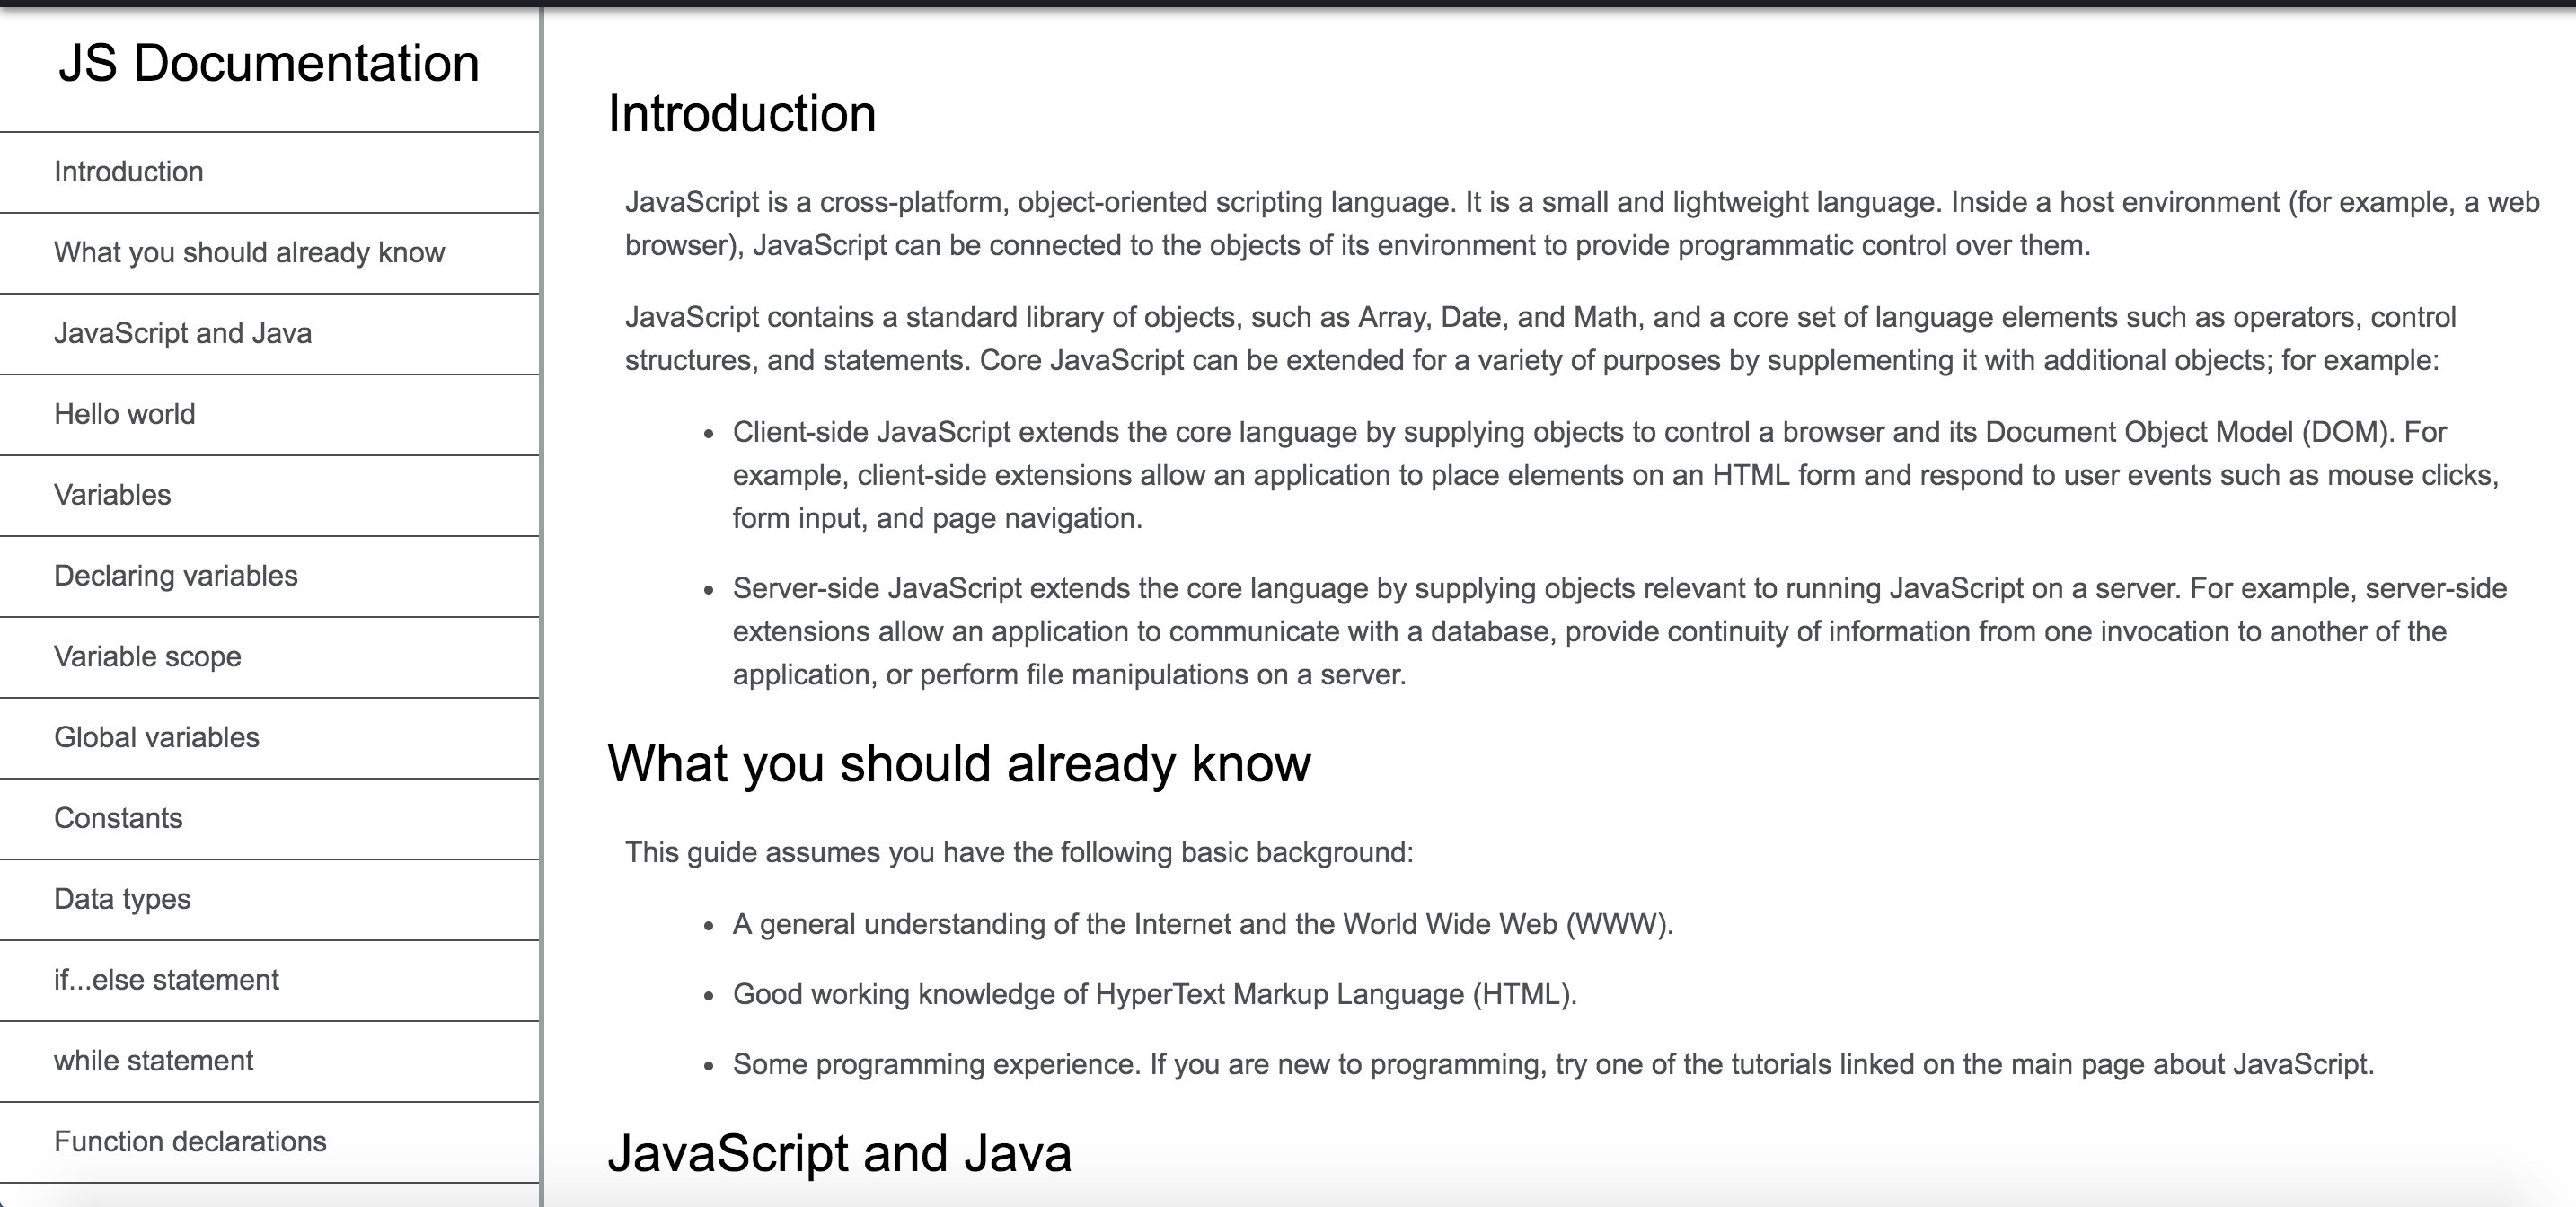 JS Documentation
Introduction
What you should already know
JavaScript and Java
Hello world
Variables
Declaring variables
Variable scope
Global variables
Constants
Data types
if...else statement
while statement
Function declarations
Introduction
JavaScript is a cross-platform, object-oriented scripting language. It is a small and lightweight language. Inside a host environment (for example, a web
browser), JavaScript can be connected to the objects of its environment to provide programmatic control over them.
JavaScript contains a standard library of objects, such as Array, Date, and Math, and a core set of language elements such as operators, control
structures, and statements. Core JavaScript can be extended for a variety of purposes by supplementing it with additional objects; for example:
• Client-side JavaScript extends the core language by supplying objects to control a browser and its Document Object Model (DOM). For
example, client-side extensions allow an application to place elements on an HTML form and respond to user events such as mouse clicks,
form input, and page navigation.
• Server-side JavaScript extends the core language by supplying objects relevant to running JavaScript on a server. For example, server-side
extensions allow an application to communicate with a database, provide continuity of information from one invocation to another of the
application, or perform file manipulations on a server.
What you should already know
This guide assumes you have the following basic background:
• A general understanding of the Internet and the World Wide Web (WWW).
• Good working knowledge of HyperText Markup Language (HTML).
• Some programming experience. If you are new to programming, try one of the tutorials linked on the main page about JavaScript.
JavaScript and Java